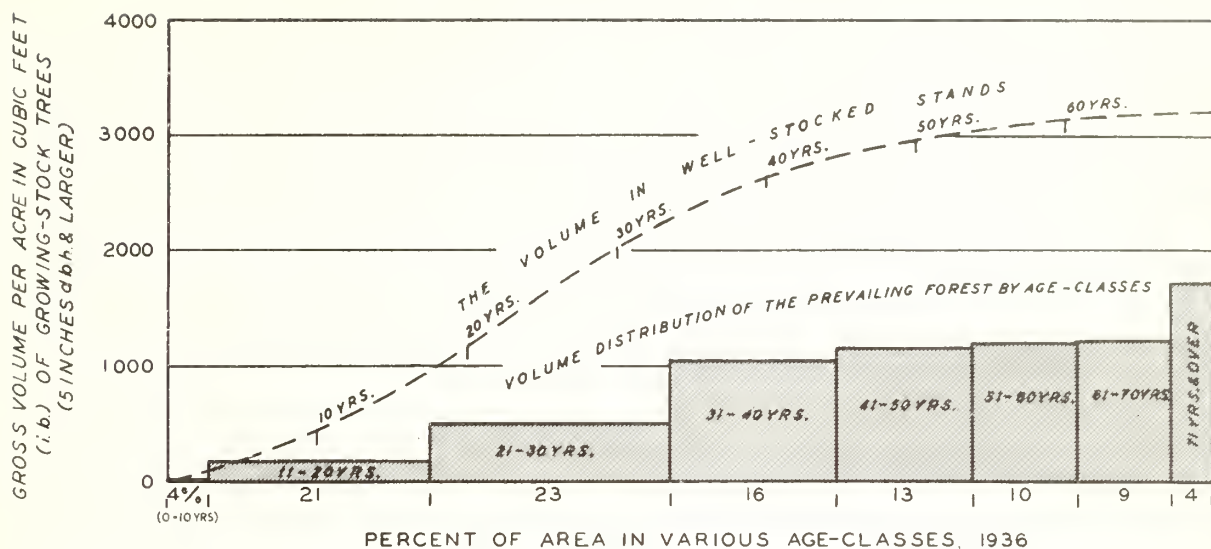 GROSS VOLUME PER ACRE IN CUBIC FEET
(i.b.) OF GROWING-STOCK TREES
(5 INCHES d.b.h. & LARGER)
4000
3000
2000
1000
0
THE VOLUME IN WELL-STOCKED STANDS
10 YRS.
20 YRS.
30 YRS.
40 YRS.
50 YRS.
60 YRS.
VOLUME DISTRIBUTION OF THE PREVAILING FOREST BY AGE-CLASSES
11-20 YRS.
21-30 YRS.
31-40 YRS.
41-50 YRS.
51-60 YRS.
61-70 YRS.
71 YRS. & OVER
4% 21 23 16 13 10 9 4
(0-10 YRS)
PERCENT OF AREA IN VARIOUS AGE-CLASSES, 1936